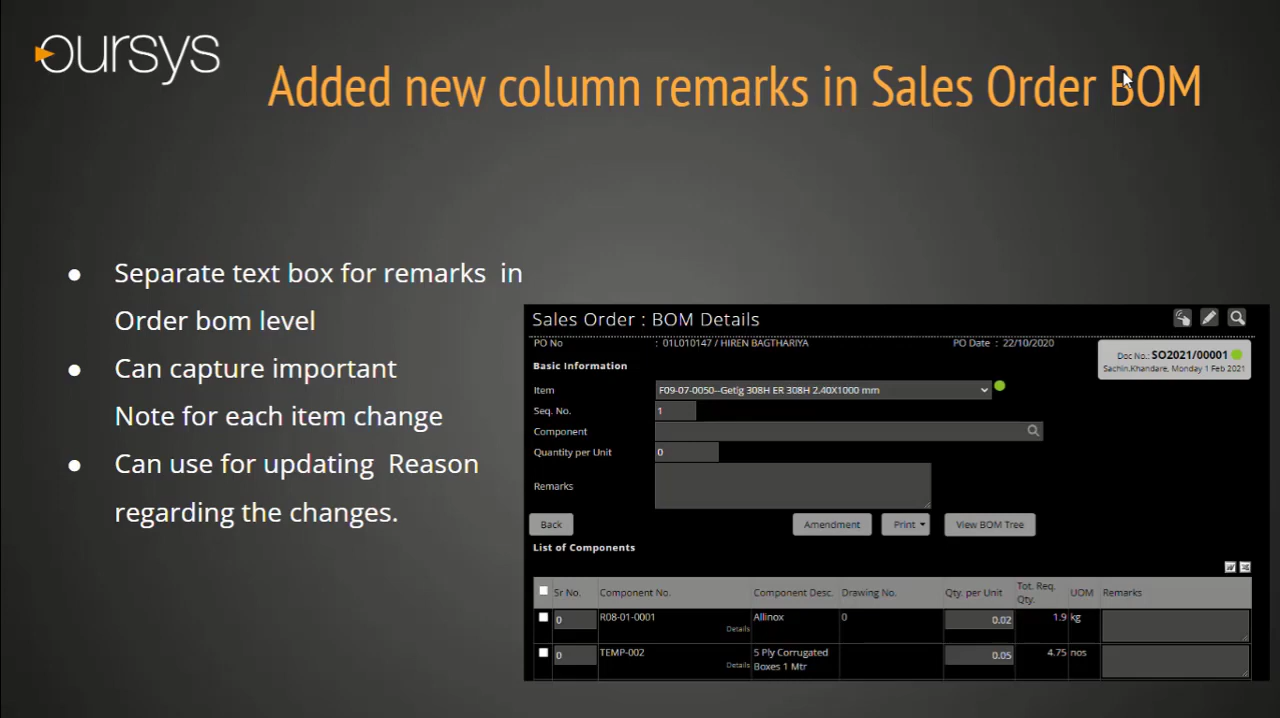 oursys
Added new column remarks in Sales Order BOM
● Separate text box for remarks in
Order bom level
● Can capture important
Note for each item change
● Can use for updating Reason
regarding the changes.
Sales Order : BOM Details
PO No : 01L010147 / HIREN BAGTHARIYA PO Date : 22/10/2020
Doc No.: SO2021/00001
Sachin.Khandare, Monday 1 Feb 2021
Basic Information
Item F09-07-0050--Getig 308H ER 308H 2.40X1000 mm
Seq. No. 1
Component
Quantity per Unit 0
Remarks
Back Amendment Print View BOM Tree
List of Components
Sr No. Component No. Component Desc. Drawing No. Qty. per Unit Tot. Req. Qty. UOM Remarks
0 R08-01-0001 Details Allinox 0 0.02 1.9 kg
0 TEMP-002 Details 5 Ply Corrugated Boxes 1 Mtr 0.05 4.75 nos